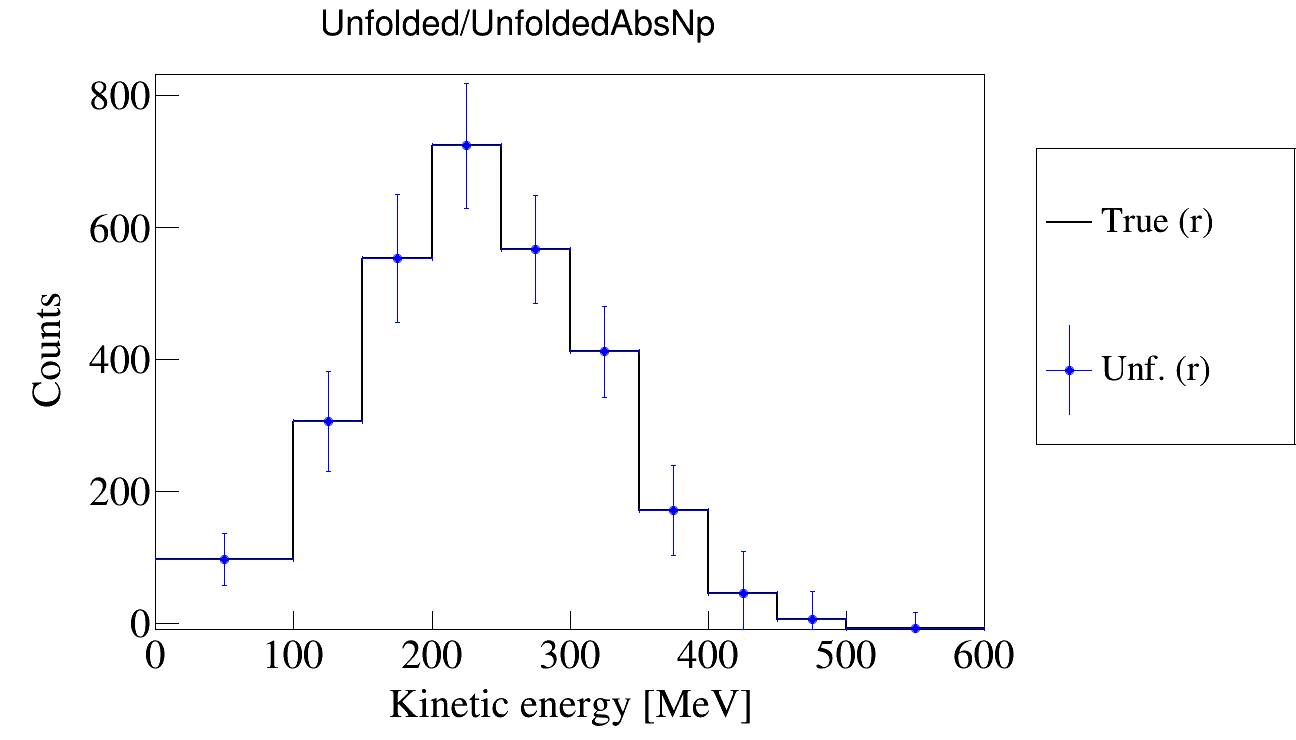 Unfolded/UnfoldedAbsNp
800
600
400
200
0
Counts
0 100 200 300 400 500 600
Kinetic energy [MeV]
True (r)
Unf. (r)